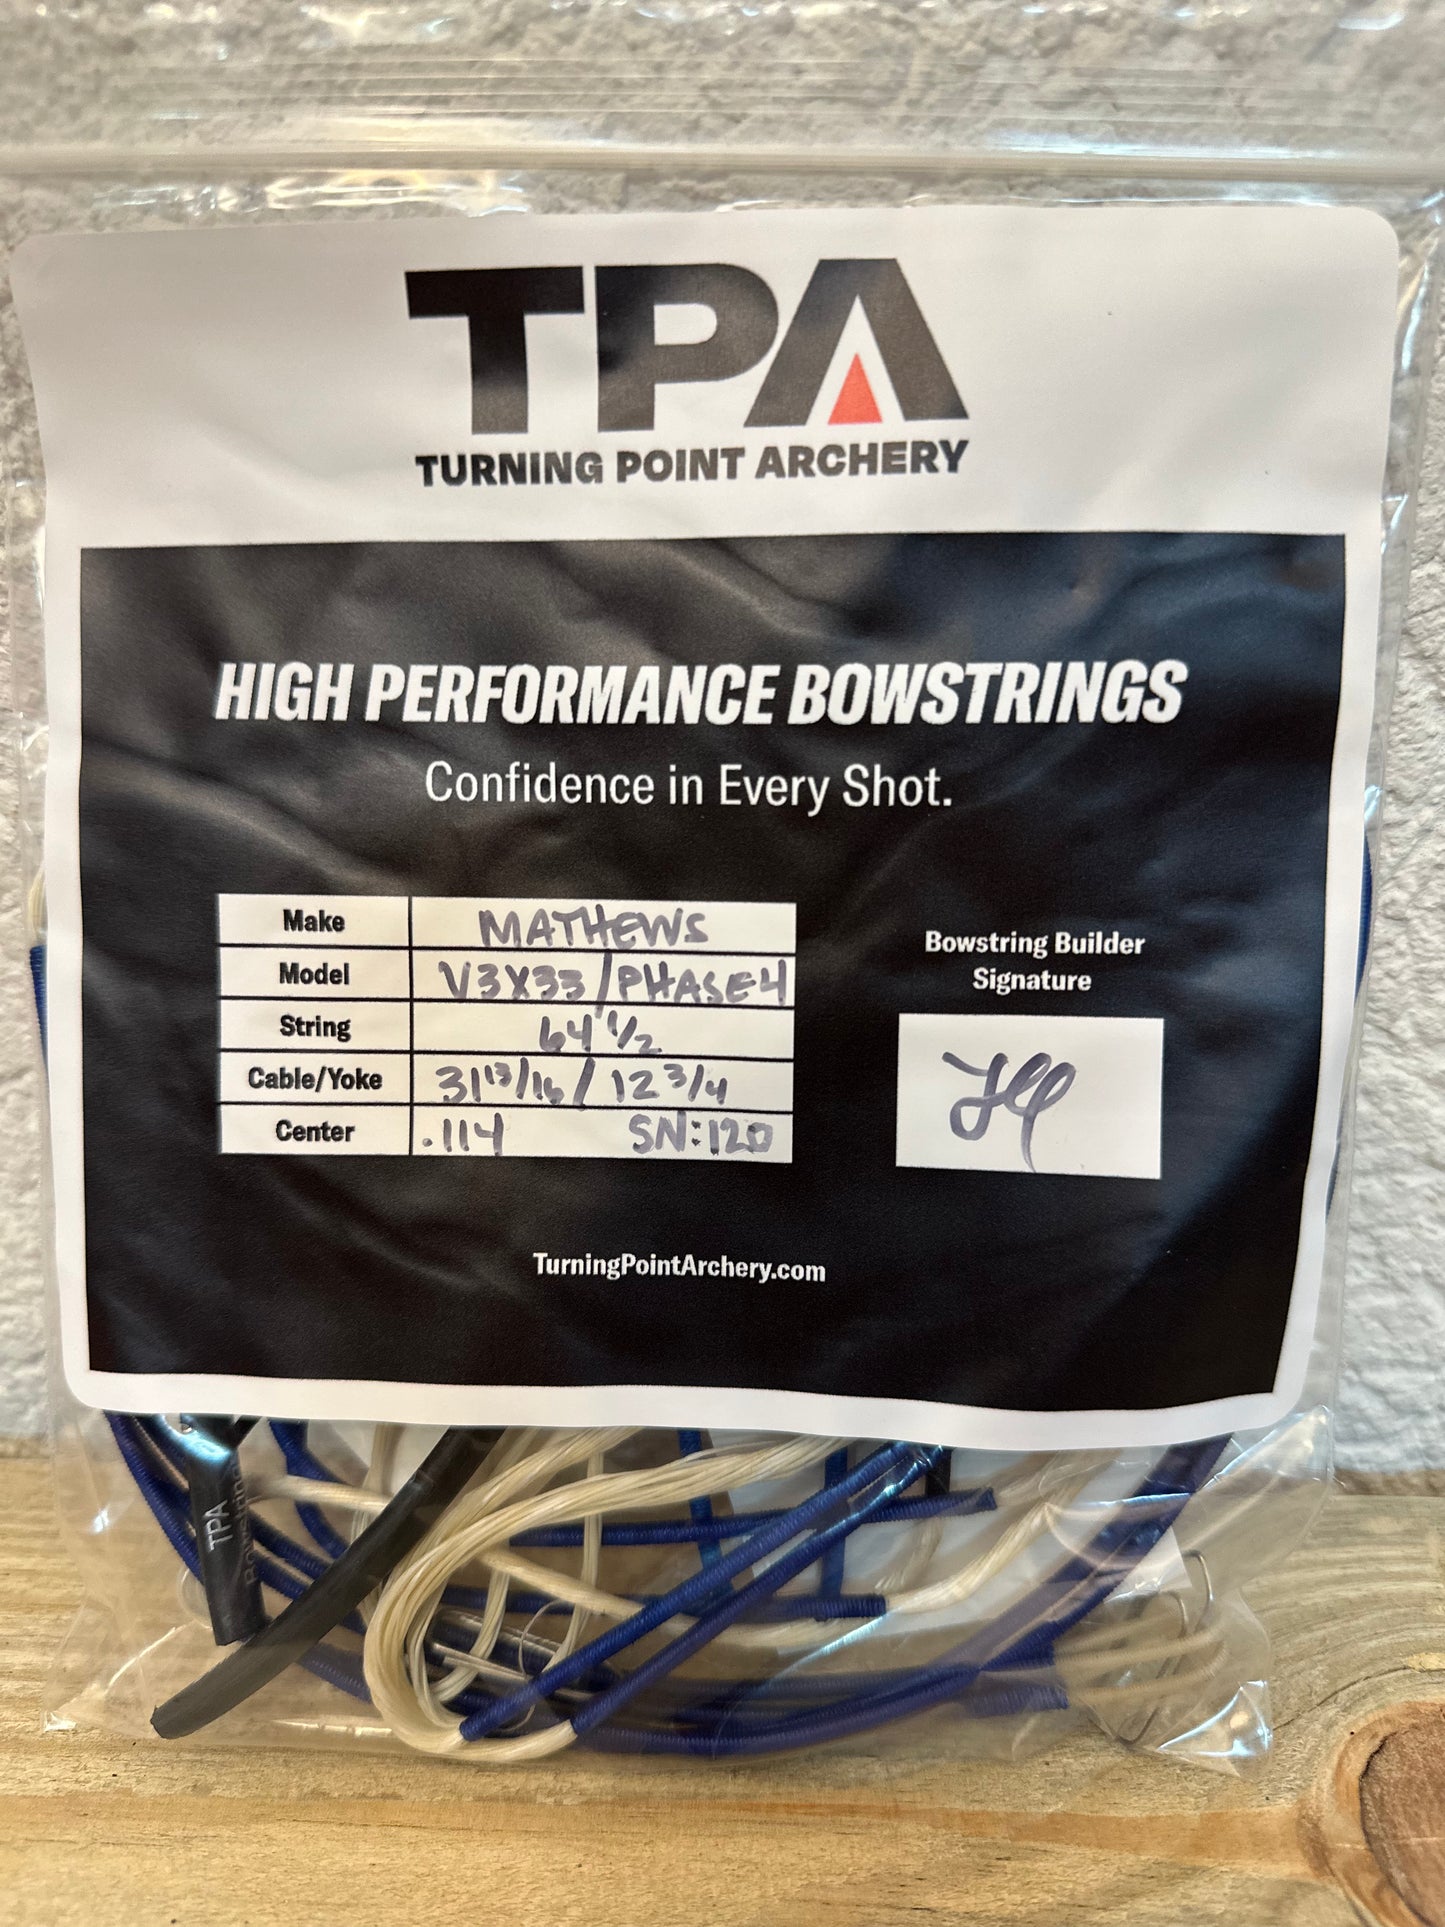 TPA
TURNING POINT ARCHERY
HIGH PERFORMANCE BOWSTRINGS
Confidence in Every Shot.
Make MATHEWS
Model V3X33/PHASE4
String 64 1/2
Cable/Yoke 31 13/16 / 12 3/4
Center .114 SN:120
Bowstring Builder
Signature
TurningPointArchery.com
TPA
Bowstrings